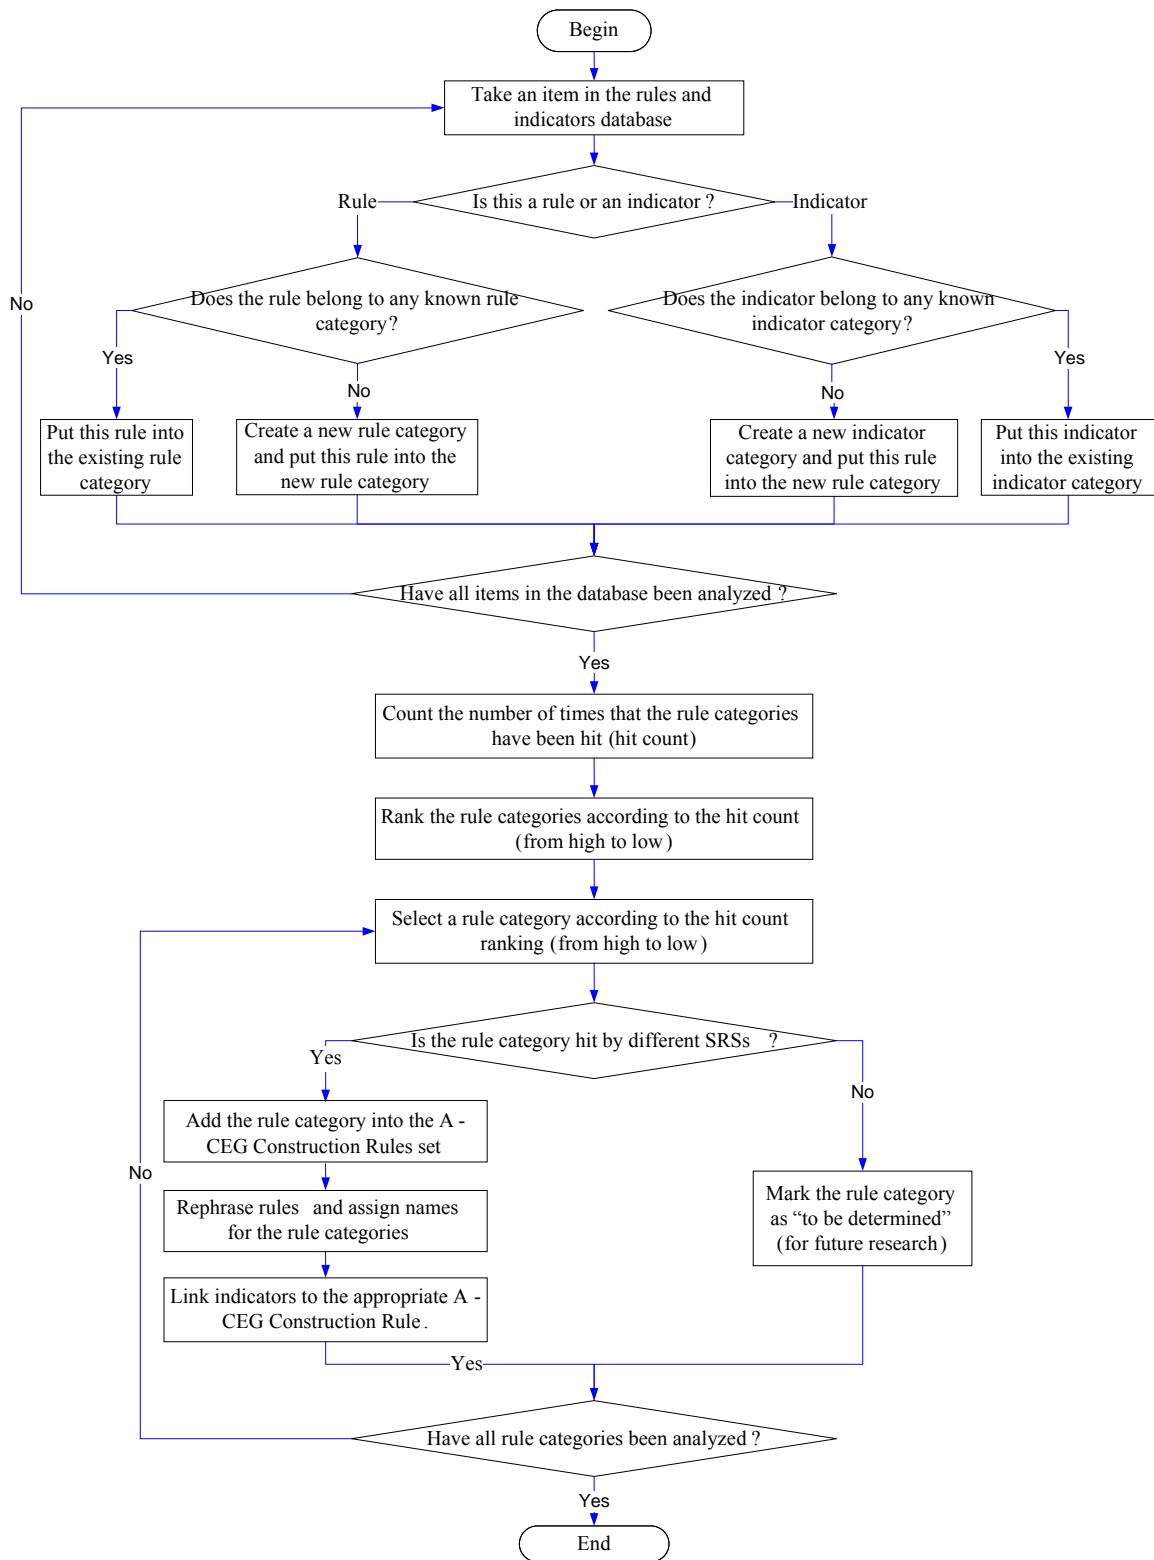 Begin
Take an item in the rules and
indicators database
Is this a rule or an indicator ?
Rule
Indicator
Does the rule belong to any known rule
category?
Does the indicator belong to any known
indicator category?
No
Yes
No
No
Yes
Put this rule into
the existing rule
category
Create a new rule category
and put this rule into the
new rule category
Create a new indicator
category and put this rule
into the new rule category
Put this indicator
into the existing
indicator category
Have all items in the database been analyzed ?
Yes
Count the number of times that the rule categories
have been hit (hit count)
Rank the rule categories according to the hit count
(from high to low)
Select a rule category according to the hit count
ranking (from high to low)
Is the rule category hit by different SRSs ?
Yes
No
Add the rule category into the A -
CEG Construction Rules set
No
Rephrase rules and assign names
for the rule categories
Mark the rule category
as “to be determined”
(for future research)
Link indicators to the appropriate A -
CEG Construction Rule .
Yes
Have all rule categories been analyzed ?
Yes
End